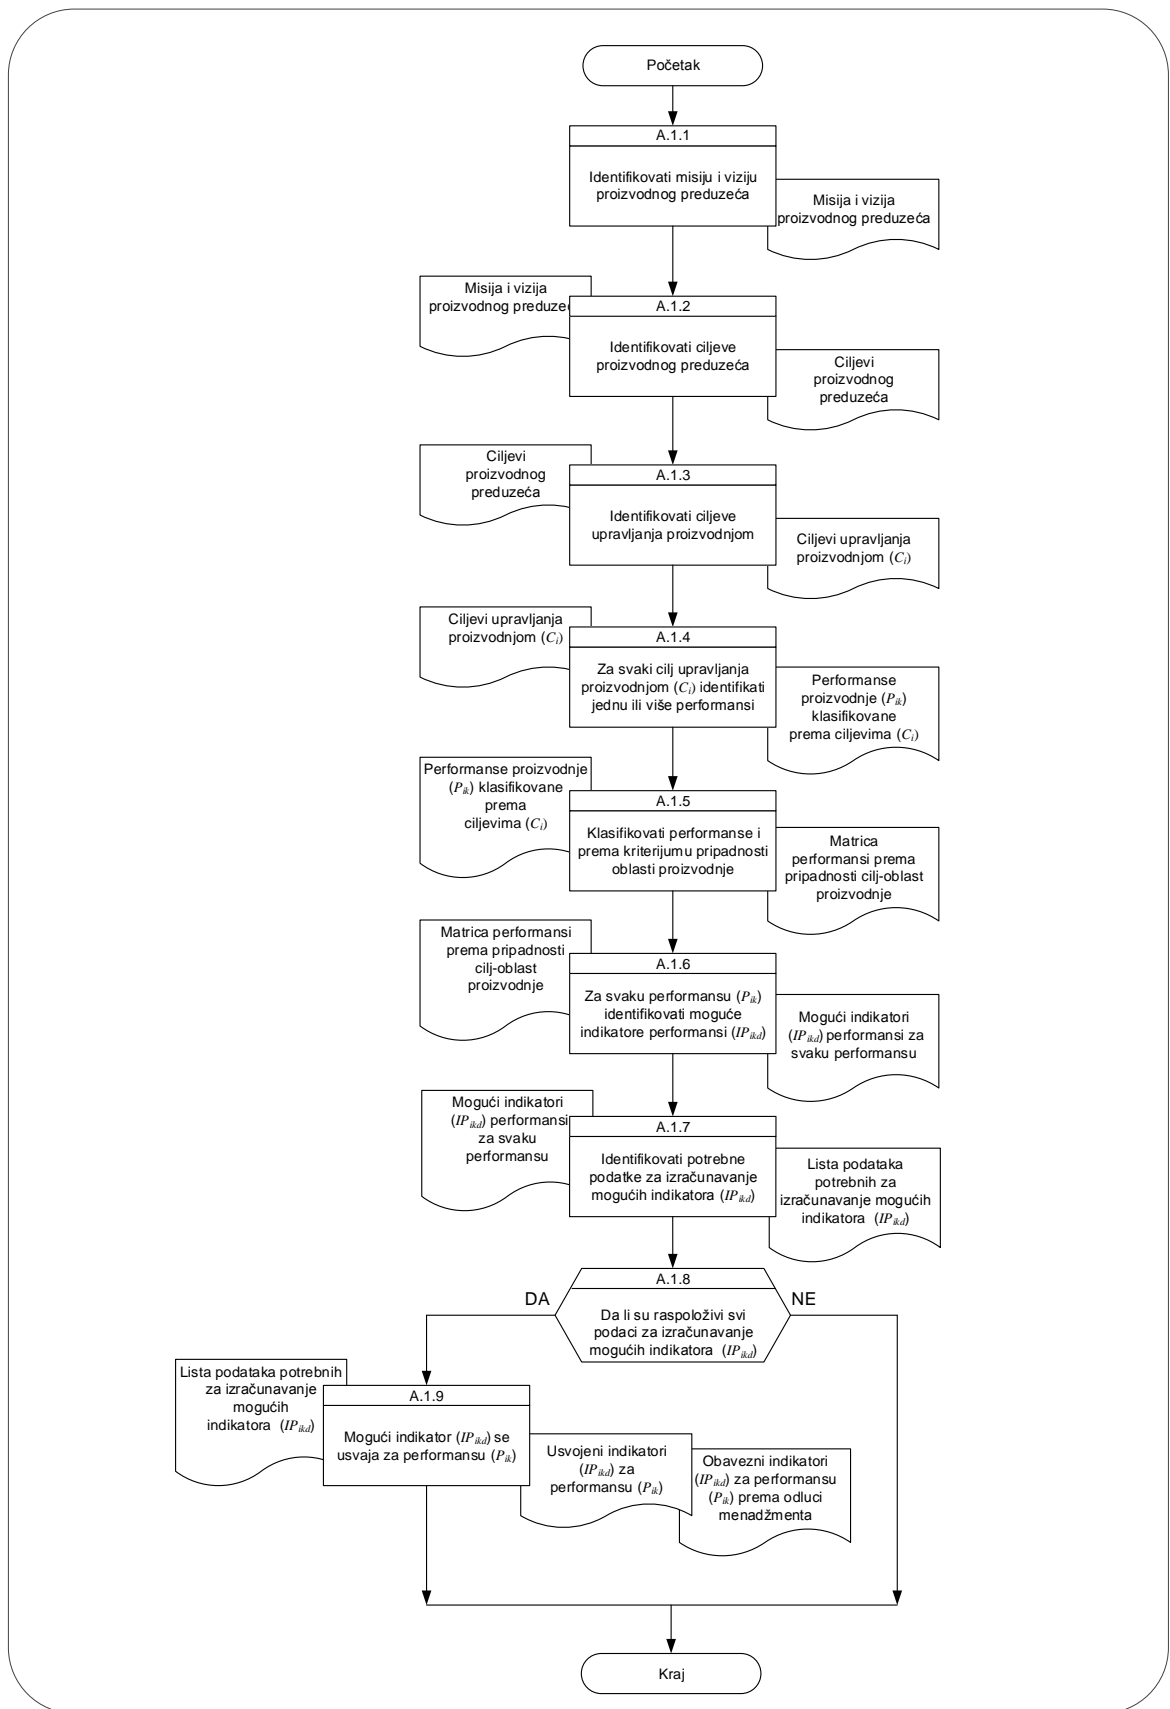 Početak
A.1.1
Identifikovati misiju i viziju
proizvodnog preduzeća
Misija i vizija
proizvodnog preduzeća
Misija i vizija
proizvodnog preduze
A.1.2
Identifikovati ciljeve
proizvodnog preduzeća
Ciljevi
proizvodnog
preduzeća
Ciljevi
proizvodnog
preduzeća
A.1.3
Identifikovati ciljeve
upravljanja proizvodnjom
Ciljevi upravljanja
proizvodnjom (Ci)
Ciljevi upravljanja
proizvodnjom (Ci)
A.1.4
Za svaki cilj upravljanja
proizvodnjom (Ci) identifikati
jednu ili više performansi
Performanse
proizvodnje (Pik)
klasifikovane
prema ciljevima (Ci)
Performanse proizvodnje
(Pik) klasifikovane
prema
ciljevima (Ci)
A.1.5
Klasifikovati performanse i
prema kriterijumu pripadnosti
oblasti proizvodnje
Matrica
performansi prema
pripadnosti cilj-oblast
proizvodnje
Matrica performansi
prema pripadnosti
cilj-oblast
proizvodnje
A.1.6
Za svaku performansu (Pik)
identifikovati moguće
indikatore performansi (IPikd)
Mogući indikatori
(IPikd) performansi za
svaku performansu
Mogući indikatori
(IPikd) performansi
za svaku
performansu
A.1.7
Identifikovati potrebne
podatke za izračunavanje
mogućih indikatora (IPikd)
Lista podataka
potrebnih za
izračunavanje mogućih
indikatora (IPikd)
A.1.8
DA
NE
Da li su raspoloživi svi
podaci za izračunavanje
mogućih indikatora (IPikd)
Lista podataka potrebnih
za izračunavanje
mogućih
indikatora (IPikd)
A.1.9
Mogući indikator (IPikd) se
usvaja za performansu (Pik)
Usvojeni indikatori
(IPikd) za
performansu (Pik)
Obavezni indikatori
(IPikd) za performansu
(Pik) prema odluci
menadžmenta
Kraj